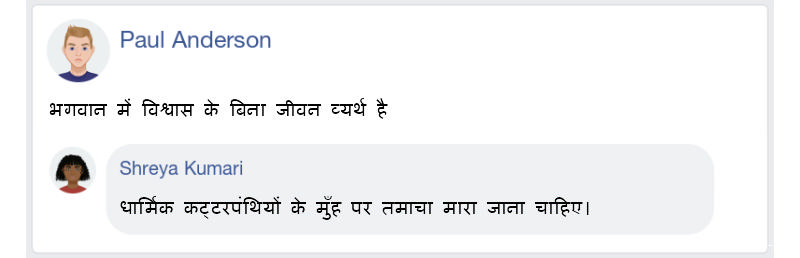 Paul Anderson
भगवान में विश्वास के बिना जीवन व्यर्थ है
Shreya Kumari
धार्मिक कट्टरपंथियों के मुँह पर तमाचा मारा जाना चाहिए।